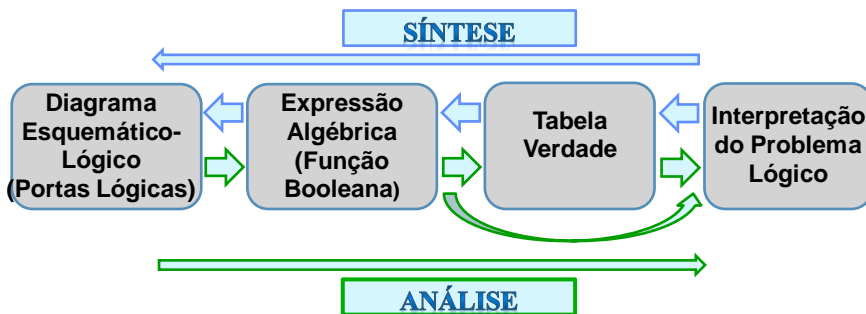 SÍNTESE
Diagrama
Esquemático-
Lógico
(Portas Lógicas)
Expressão
Algébrica
(Função
Booleana)
Tabela
Verdade
Interpretação
do Problema
Lógico
ANÁLISE